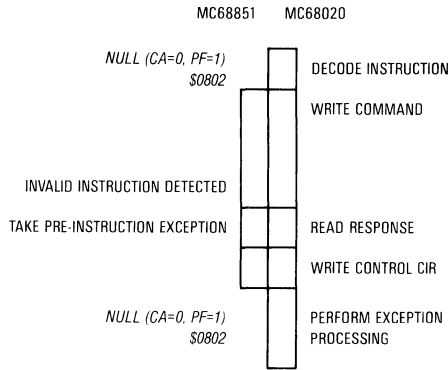 MC68851 MC68020
NULL (CA=0, PF=1) DECODE INSTRUCTION
$0802
WRITE COMMAND
INVALID INSTRUCTION DETECTED
TAKE PRE-INSTRUCTION EXCEPTION READ RESPONSE
WRITE CONTROL CIR
NULL (CA=0, PF=1) PERFORM EXCEPTION
$0802 PROCESSING